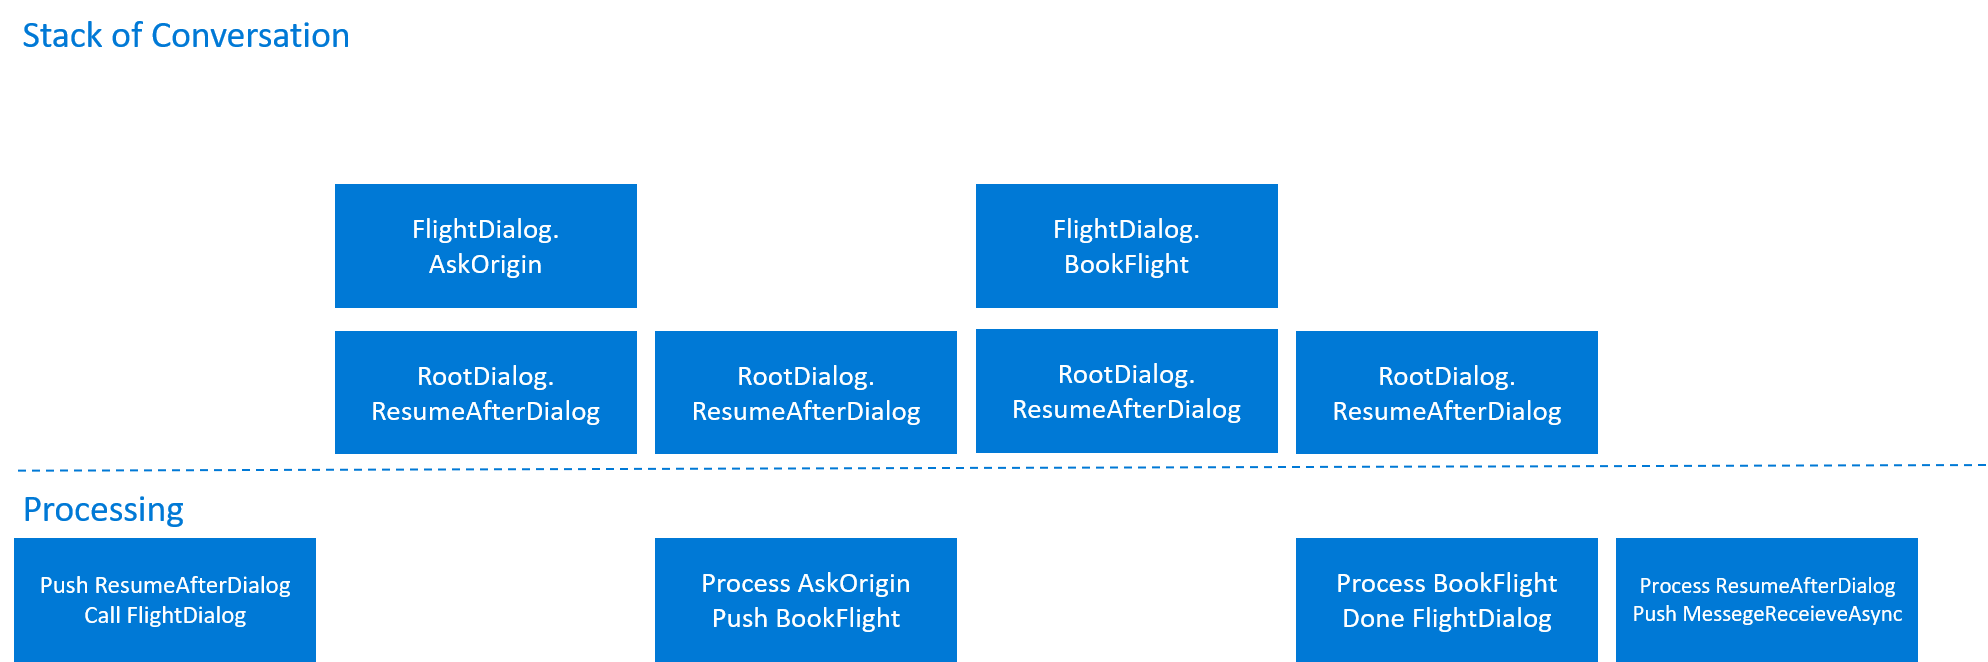 Stack of Conversation
FlightDialog.
AskOrigin
FlightDialog.
BookFlight
RootDialog.
ResumeAfterDialog
RootDialog.
ResumeAfterDialog
RootDialog.
ResumeAfterDialog
RootDialog.
ResumeAfterDialog
Processing
Push ResumeAfterDialog
Call FlightDialog
Process AskOrigin
Push BookFlight
Process BookFlight
Done FlightDialog
Process ResumeAfterDialog
Push MessegeReceieveAsync